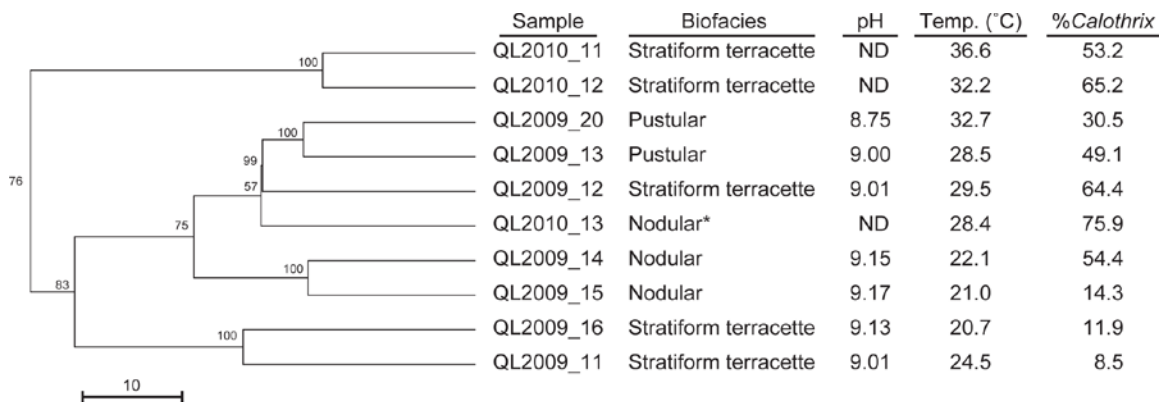 Sample Biofacies pH Temp. (˚C) %Calothrix
100 QL2010_11 Stratiform terracette ND 36.6 53.2
QL2010_12 Stratiform terracette ND 32.2 65.2
100 QL2009_20 Pustular 8.75 32.7 30.5
99 QL2009_13 Pustular 9.00 28.5 49.1
76 57 QL2009_12 Stratiform terracette 9.01 29.5 64.4
75 QL2010_13 Nodular* ND 28.4 75.9
100 QL2009_14 Nodular 9.15 22.1 54.4
83 QL2009_15 Nodular 9.17 21.0 14.3
100 QL2009_16 Stratiform terracette 9.13 20.7 11.9
QL2009_11 Stratiform terracette 9.01 24.5 8.5
10